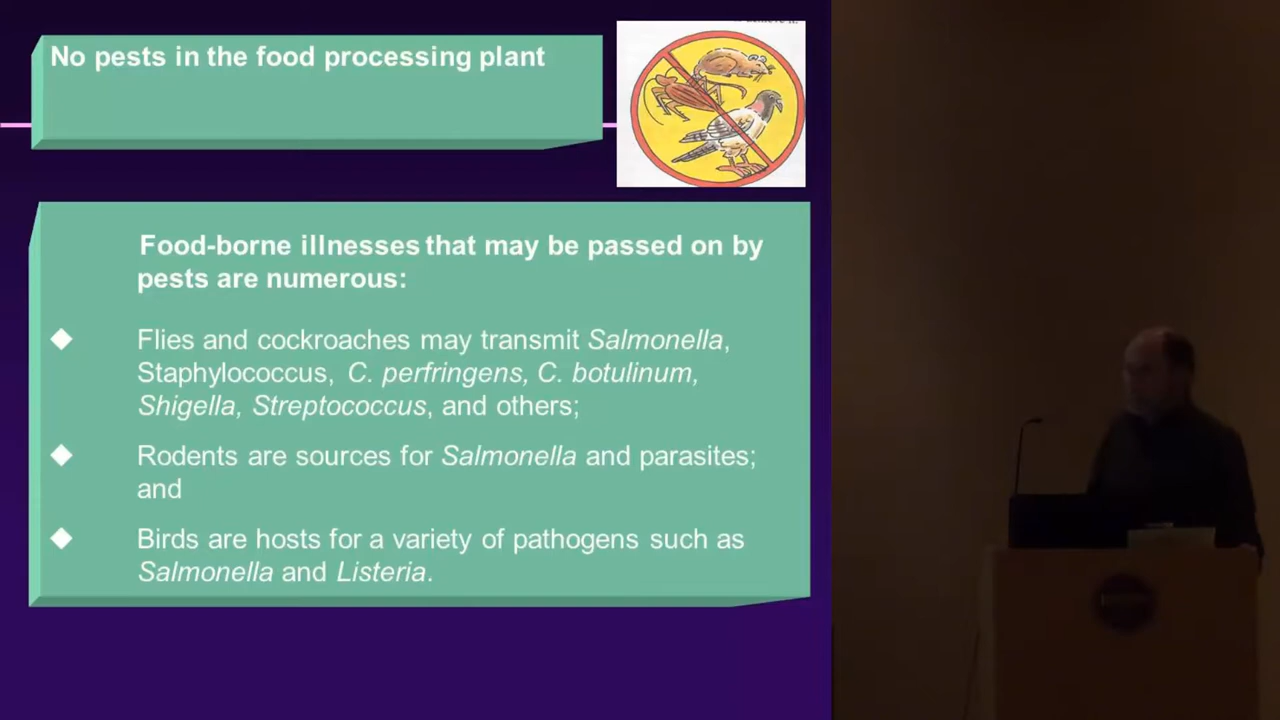 No pests in the food processing plant
Food-borne illnesses that may be passed on by
pests are numerous:
Flies and cockroaches may transmit Salmonella,
Staphylococcus, C. perfringens, C. botulinum,
Shigella, Streptococcus, and others;
Rodents are sources for Salmonella and parasites;
and
Birds are hosts for a variety of pathogens such as
Salmonella and Listeria.